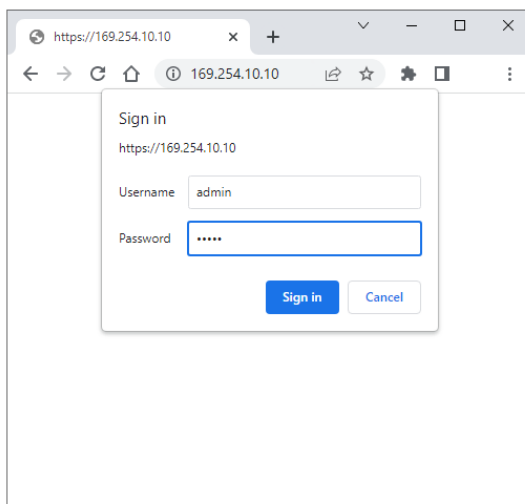 https://169.254.10.10
169.254.10.10
Sign in
https://169.254.10.10
Username admin
Password •••••
Sign in Cancel